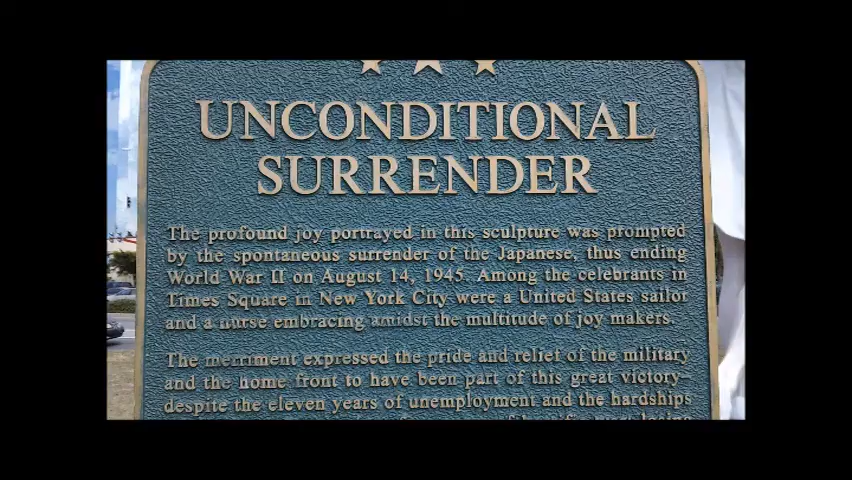 UNCONDITIONAL
SURRENDER
The profound joy portrayed in this sculpture was prompted
by the spontaneous surrender of the Japanese, thus ending
World War II on August 14, 1945. Among the celebrants in
Times Square in New York City were a United States sailor
and a nurse embracing amidst the multitude of joy makers.
The merriment expressed the pride and relief of the military
and the home front to have been part of this great victory
despite the eleven years of unemployment and the hardships